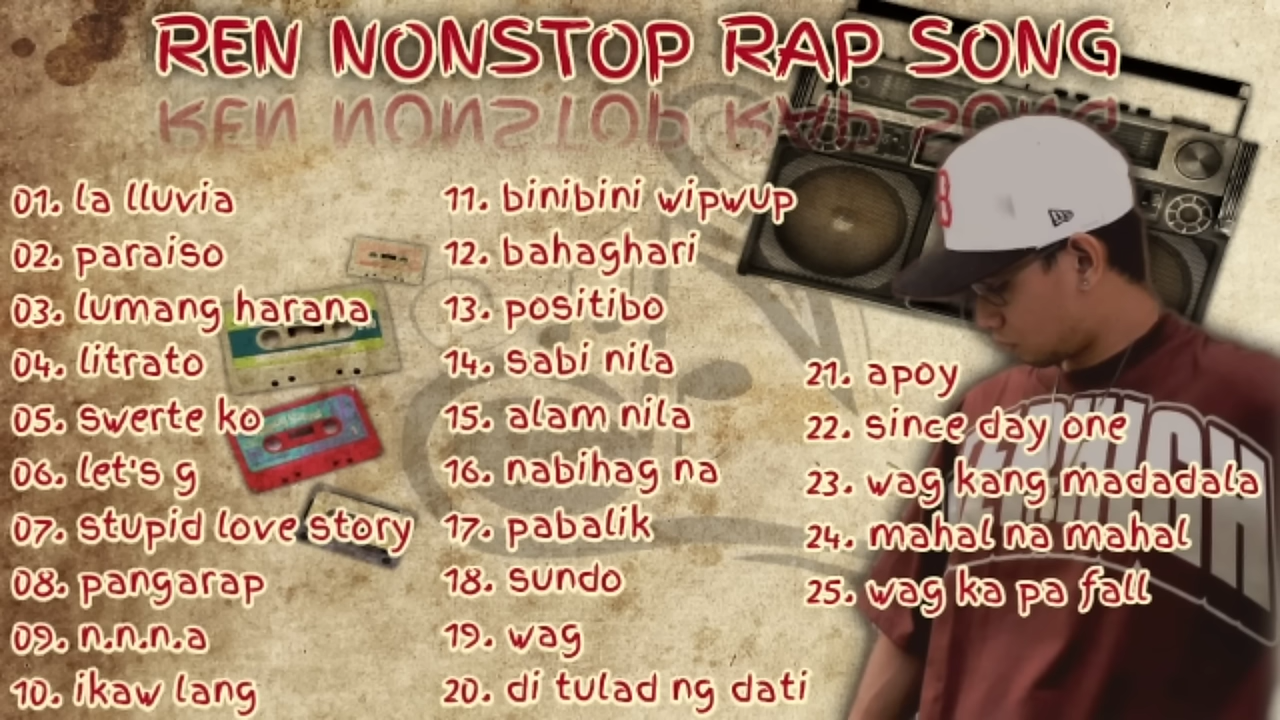 REN NONSTOP RAP SONG
01. la lluvia
02. paraiso
03. lumang harana
04. litrato
05. swerte ko
06. let's g
07. stupid love story
08. pangarap
09. n.n.n.a
10. ikaw lang
11. binibini wipwup
12. bahaghari
13. positibo
14. sabi nila
15. alam nila
16. nabihag na
17. pabalik
18. sundo
19. wag
20. di tulad ng dati
21. apoy
22. since day one
23. wag kang madadala
24. mahal na mahal
25. wag ka pa fall